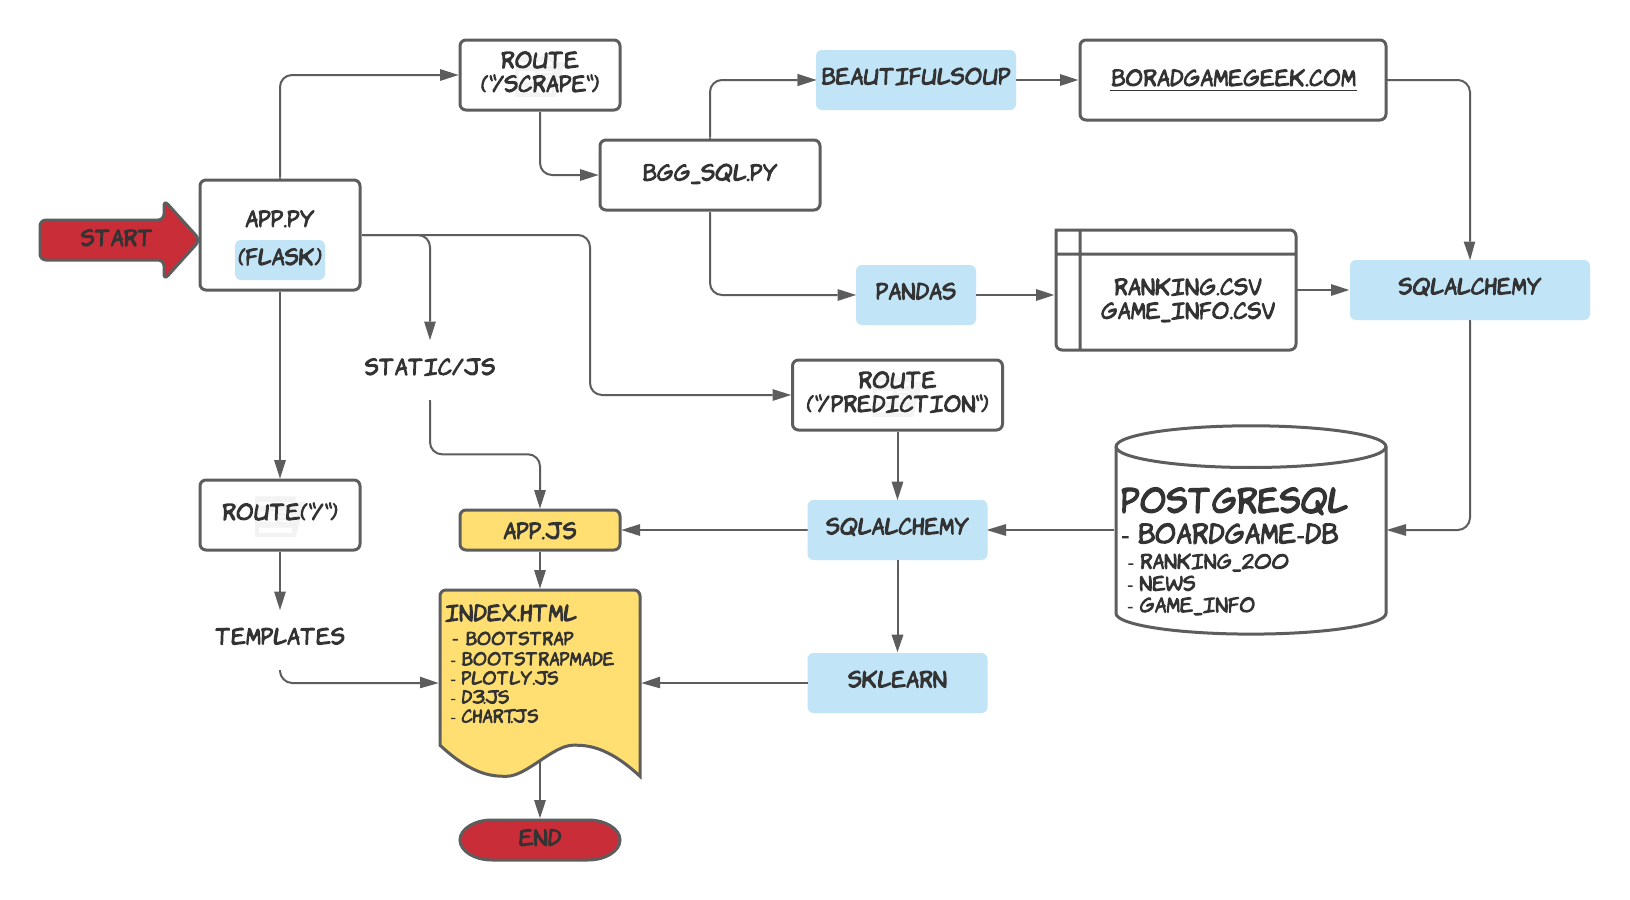 ROUTE
("/SCRAPE")
BEAUTIFULSOUP
BORADGAMEGEEK.COM
BGG_SQL.PY
START
APP.PY
(FLASK)
PANDAS
RANKING.CSV
GAME_INFO.CSV
SQLALCHEMY
STATIC/JS
ROUTE
("/PREDICTION")
ROUTE("/")
APP.JS
SQLALCHEMY
POSTGRESQL
- BOARDGAME-DB
- RANKING_200
- NEWS
- GAME_INFO
TEMPLATES
INDEX.HTML
- BOOTSTRAP
- BOOTSTRAPMADE
- PLOTLY.JS
- D3.JS
- CHART.JS
SKLEARN
END